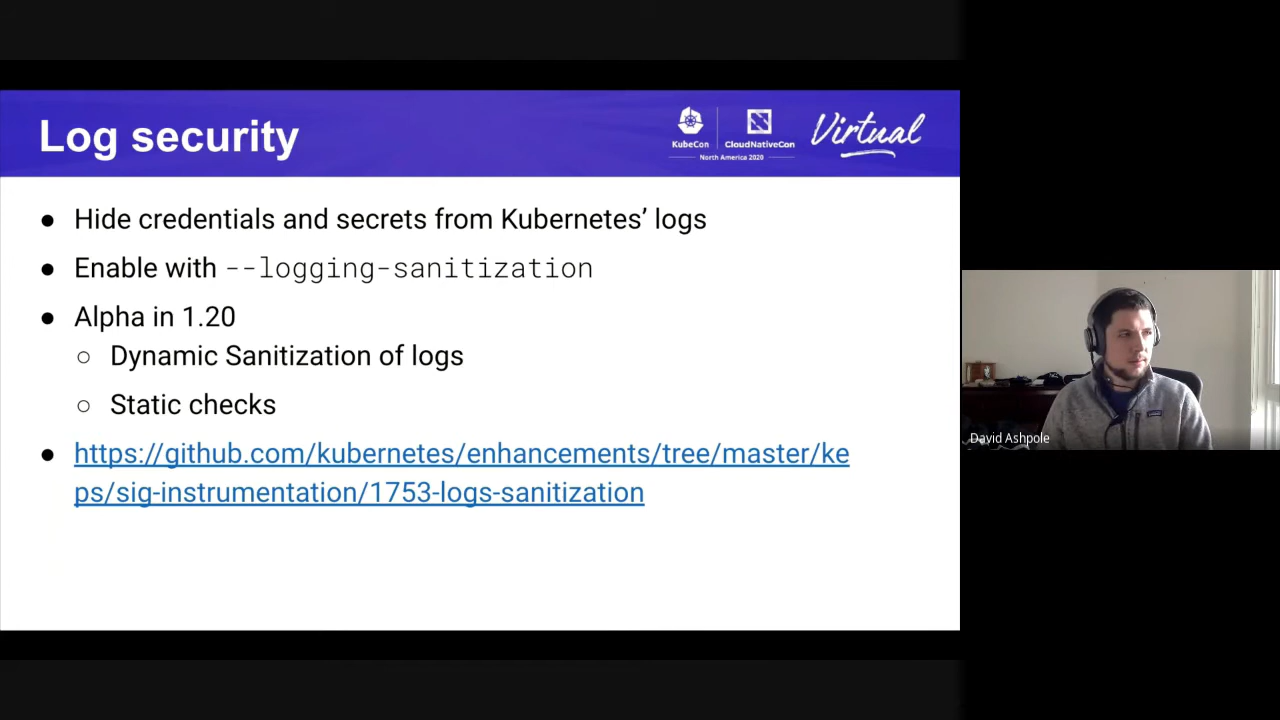 Log security
KubeCon
CloudNativeCon
North America 2020
Virtual
● Hide credentials and secrets from Kubernetes’ logs
● Enable with --logging-sanitization
● Alpha in 1.20
○ Dynamic Sanitization of logs
○ Static checks
● https://github.com/kubernetes/enhancements/tree/master/ke
ps/sig-instrumentation/1753-logs-sanitization
David Ashpole